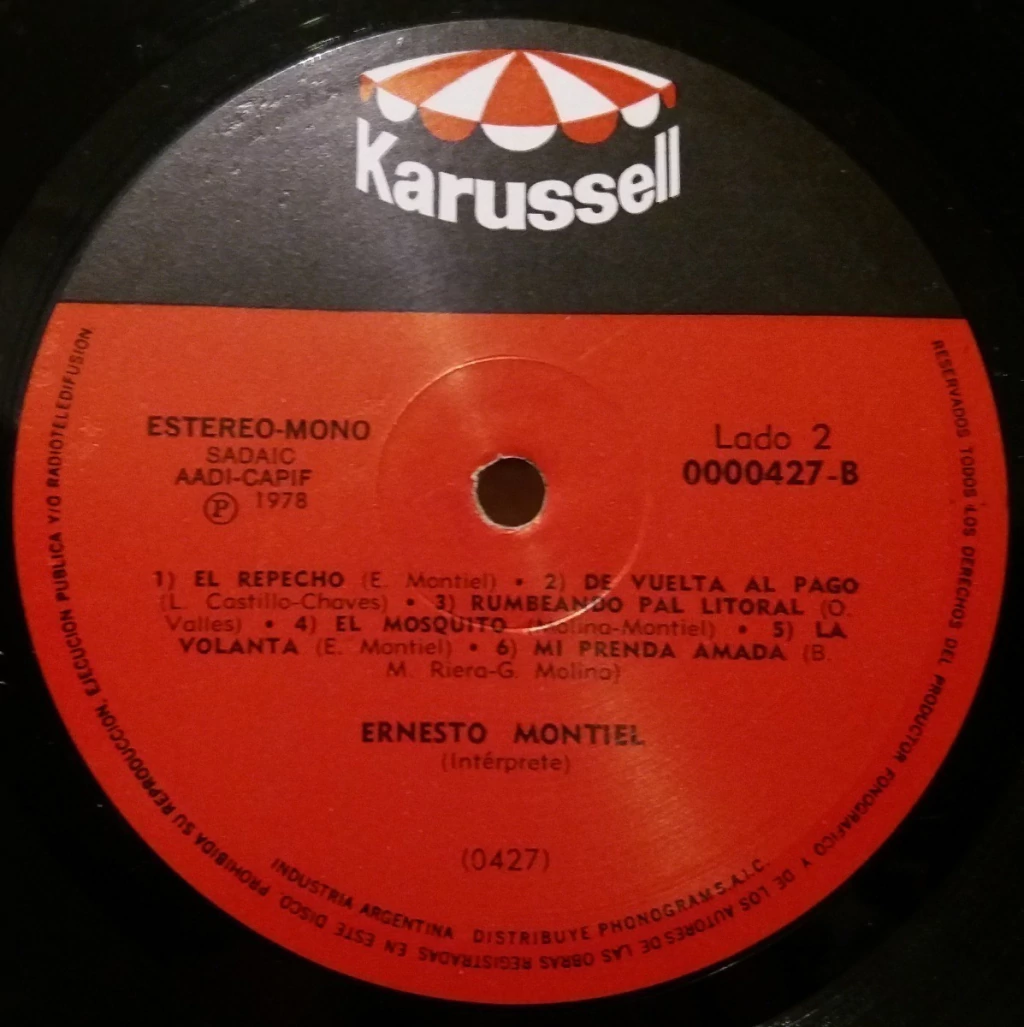 Karussell
ESTEREO-MONO
SADAIC
AADI-CAPIF
Ⓟ 1978
Lado 2
0000427-B
1) EL REPECHO (E. Montiel) • 2) DE VUELTA AL PAGO
(L. Castillo-Chaves) • 3) RUMBEANDO PAL LITORAL (O.
Valles) • 4) EL MOSQUITO (Molina-Montiel) • 5) LA
VOLANTA (E. Montiel) • 6) MI PRENDA AMADA (B.
M. Riera-G. Molina)
ERNESTO MONTIEL
(Intérprete)
(0427)
INDUSTRIA ARGENTINA DISTRIBUYE PHONOGRAM S.A.I.C.
RESERVADOS TODOS LOS DERECHOS DEL PRODUCTOR FONOGRAFICO Y DE LOS AUTORES DE LAS OBRAS REGISTRADAS EN ESTE DISCO. PROHIBIDA SU REPRODUCCION, EJECUCION PUBLICA Y/O RADIOTELEDIFUSION